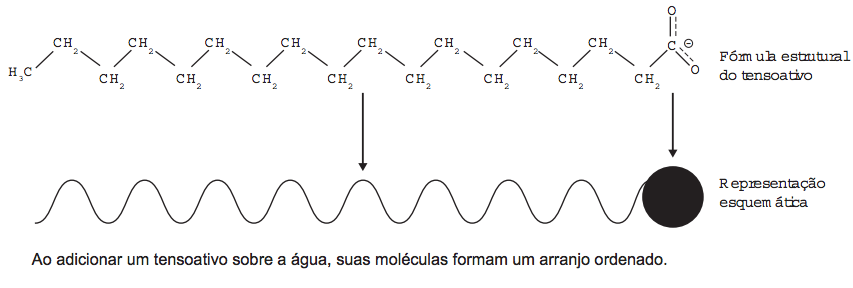 O
CH₂ CH₂ CH₂ CH₂ CH₂ CH₂ CH₂ CH₂ C ⊖
H₃C CH₂ CH₂ CH₂ CH₂ CH₂ CH₂ CH₂ CH₂ O
Fórmula estrutural
do tensoativo
Representação
esquemática
Ao adicionar um tensoativo sobre a água, suas moléculas formam um arranjo ordenado.